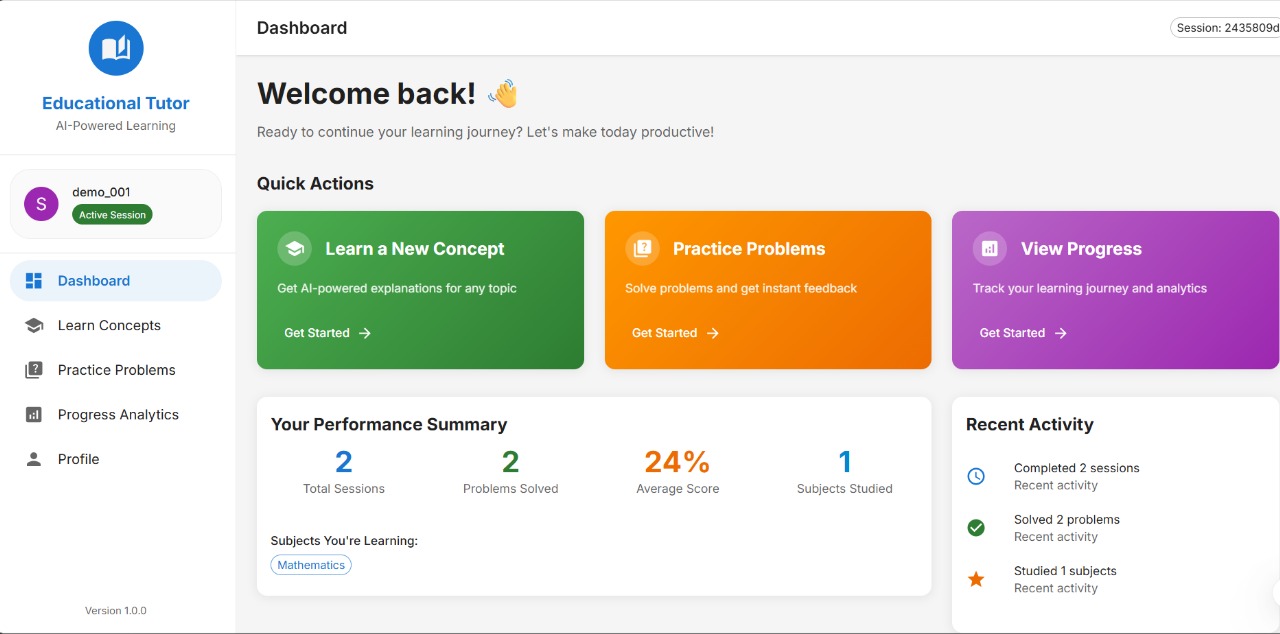 Educational Tutor
AI-Powered Learning
S
demo_001
Active Session
Dashboard
Learn Concepts
Practice Problems
Progress Analytics
Profile
Version 1.0.0
Dashboard
Session: 2435809d
Welcome back! 👋
Ready to continue your learning journey? Let's make today productive!
Quick Actions
Learn a New Concept
Get AI-powered explanations for any topic
Get Started →
Practice Problems
Solve problems and get instant feedback
Get Started →
View Progress
Track your learning journey and analytics
Get Started →
Your Performance Summary
2
Total Sessions
2
Problems Solved
24%
Average Score
1
Subjects Studied
Subjects You're Learning:
Mathematics
Recent Activity
Completed 2 sessions
Recent activity
Solved 2 problems
Recent activity
Studied 1 subjects
Recent activity